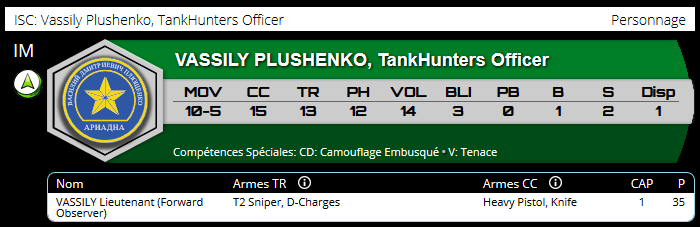 ISC: Vassily Plushenko, TankHunters Officer Personnage
IM
ВАСИЛИЙ ДМИТРИЕВИЧ ПЛЮЩЕНКО
АРИАДНА
VASSILY PLUSHENKO, TankHunters Officer
MOV CC TR PH VOL BLI PB B S Disp
10-5 15 13 12 14 3 0 1 2 1
Compétences Spéciales: CD: Camouflage Embusqué • V: Tenace
Nom Armes TR Armes CC CAP P
VASSILY Lieutenant (Forward T2 Sniper, D-Charges Heavy Pistol, Knife 1 35
Observer)